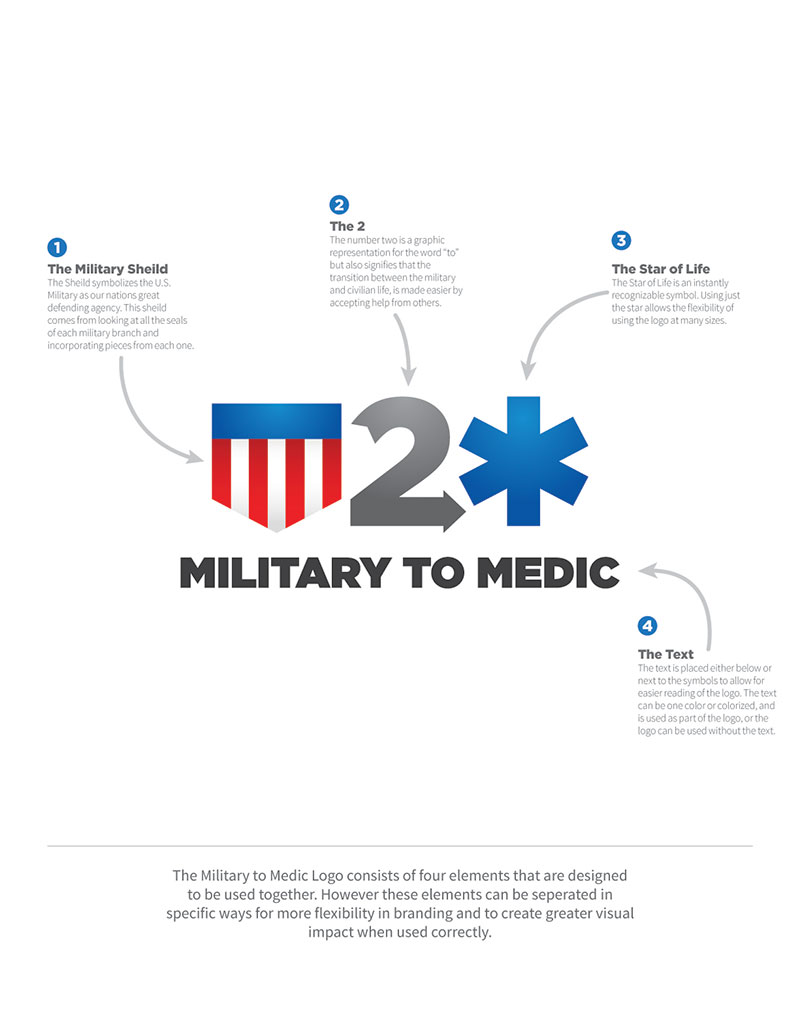 1
The Military Sheild
The Sheild symbolizes the U.S.
Military as our nations great
defending agency. This sheild
comes from looking at all the seals
of each military branch and
incorporating pieces from each one.
2
The 2
The number two is a graphic
representation for the word "to"
but also signifies that the
transition between the military
and civilian life, is made easier by
accepting help from others.
3
The Star of Life
The Star of Life is an instantly
recognizable symbol. Using just
the star allows the flexibility of
using the logo at many sizes.
2
MILITARY TO MEDIC
4
The Text
The text is placed either below or
next to the symbols to allow for
easier reading of the logo. The text
can be one color or colorized, and
is used as part of the logo, or the
logo can be used without the text.
The Military to Medic Logo consists of four elements that are designed
to be used together. However these elements can be seperated in
specific ways for more flexibility in branding and to create greater visual
impact when used correctly.